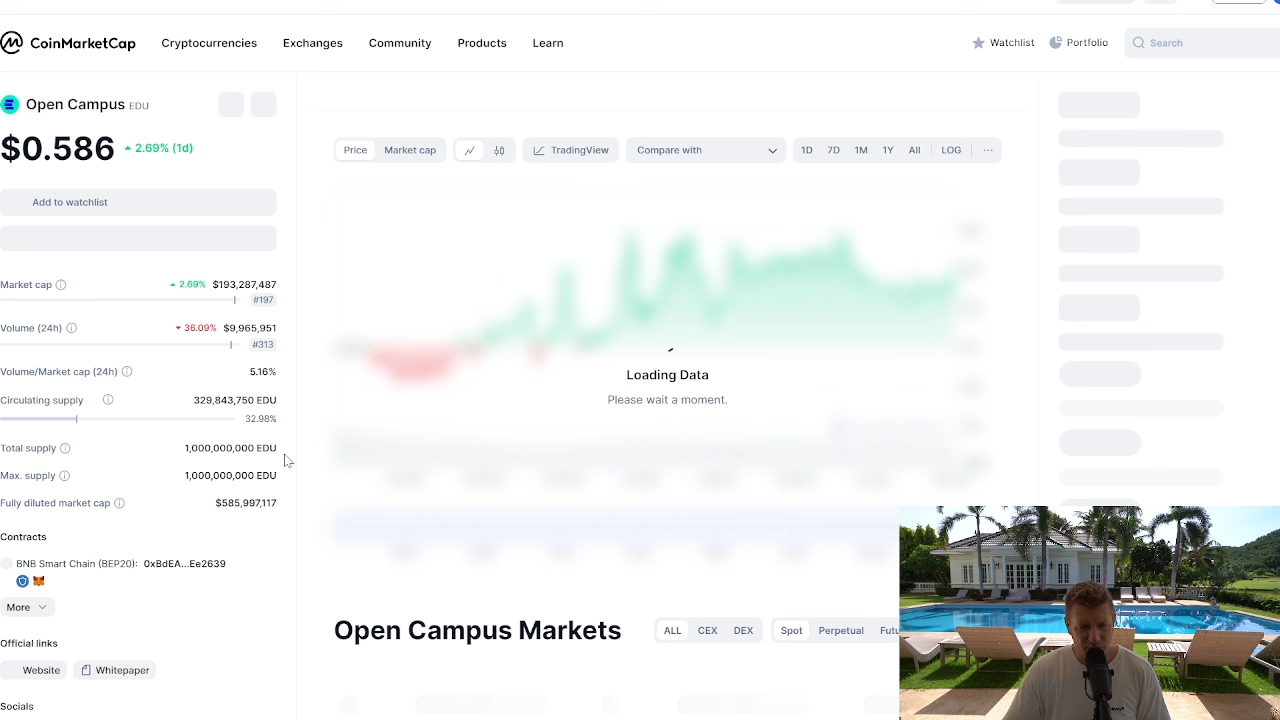 CoinMarketCap Cryptocurrencies Exchanges Community Products Learn Watchlist Portfolio Search
Open Campus EDU
$0.586 2.69% (1d)
Add to watchlist
Price Market cap TradingView Compare with 1D 7D 1M 1Y All LOG ...
Market cap 2.69% $193,287,487
#197
Volume (24h) 36.09% $9,965,951
#313
Volume/Market cap (24h) 5.16%
Circulating supply 329,843,750 EDU
32.98%
Total supply 1,000,000,000 EDU
Max. supply 1,000,000,000 EDU
Fully diluted market cap $585,997,117
Loading Data
Please wait a moment.
Contracts
BNB Smart Chain (BEP20): 0xBdEA...Ee2639
More
Official links
Website Whitepaper
Socials
Open Campus Markets ALL CEX DEX Spot Perpetual Futu